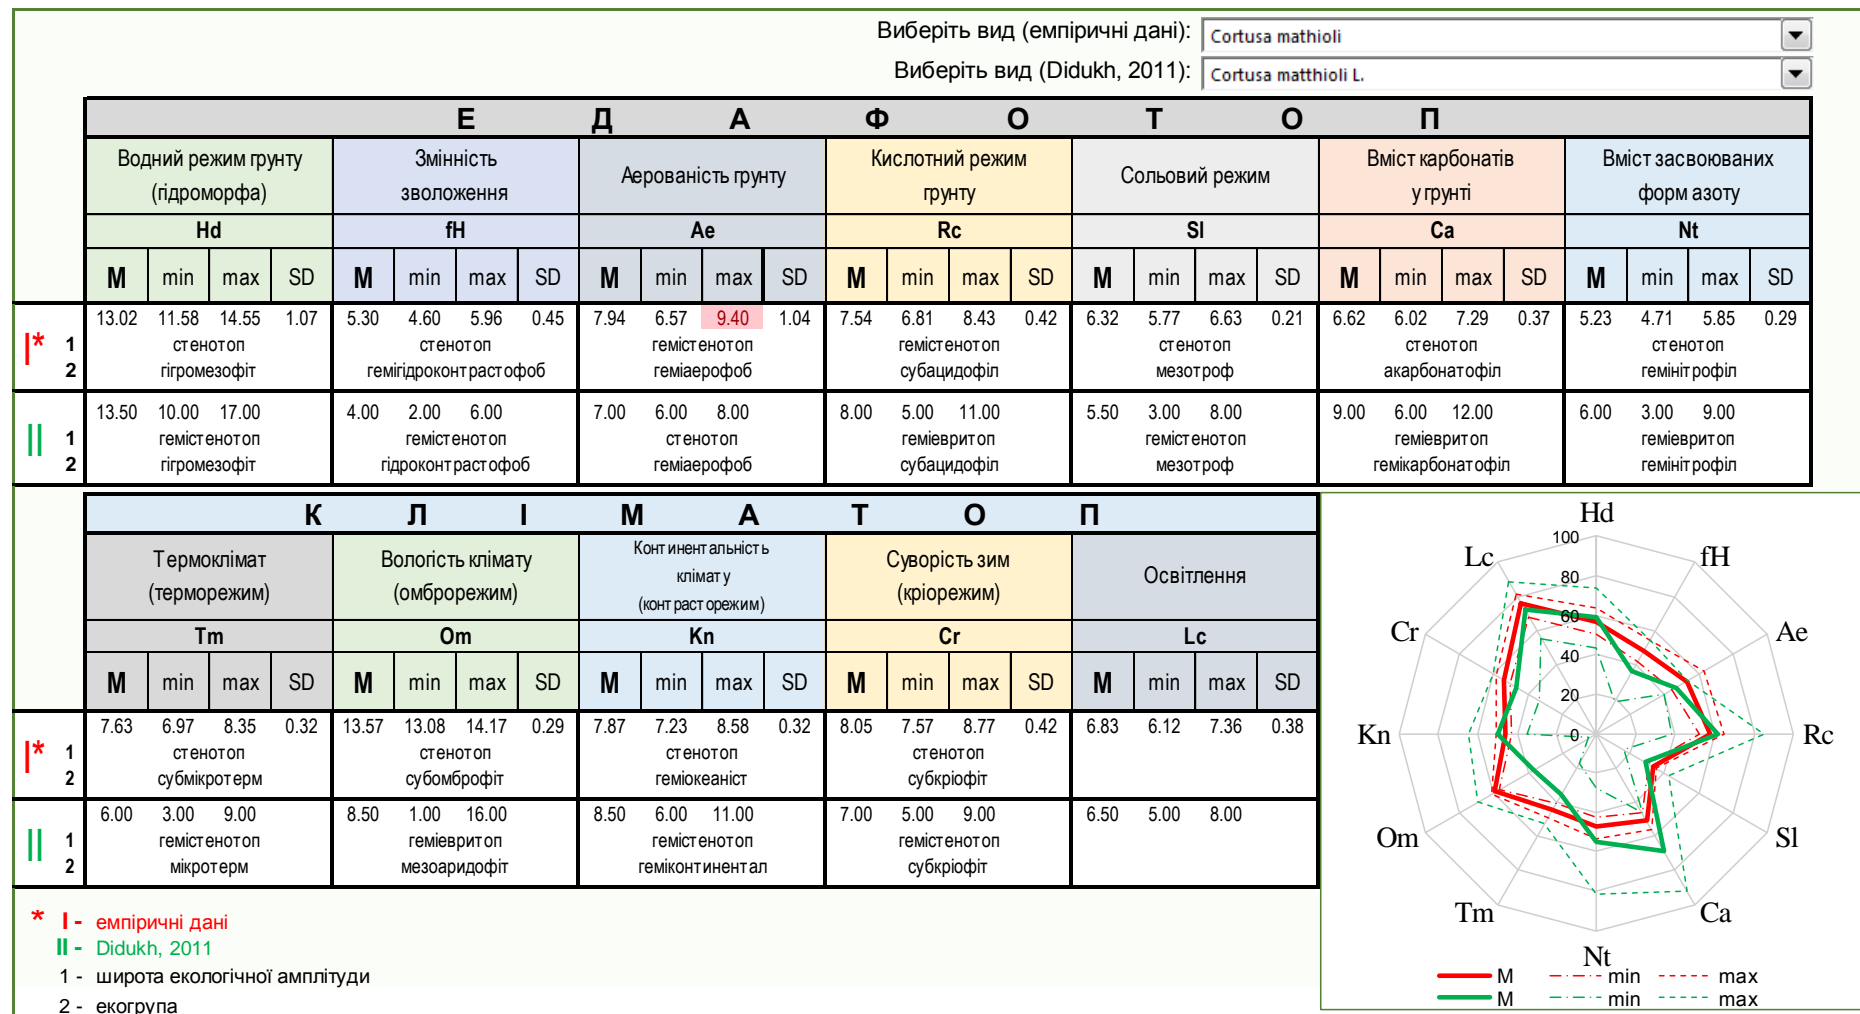 Виберіть вид (емпіричні дані): Cortusa mathioli
Виберіть вид (Didukh, 2011): Cortusa matthioli L.
Е Д А Ф О Т О П
Водний режим грунту (гідроморфа) Змінність зволоження Аерованість грунту Кислотний режим грунту Сольовий режим Вміст карбонатів у грунті Вміст засвоюваних форм азоту
Hd fH Ae Rc Sl Ca Nt
M min max SD M min max SD M min max SD M min max SD M min max SD M min max SD M min max SD
13.02 11.58 14.55 1.07 5.30 4.60 5.96 0.45 7.94 6.57 9.40 1.04 7.54 6.81 8.43 0.42 6.32 5.77 6.63 0.21 6.62 6.02 7.29 0.37 5.23 4.71 5.85 0.29
I* 1 стенотоп стенотоп гемістенотоп гемістенотоп стенотоп стенотоп стенотоп
2 гігромезофіт гемігідроконтрастофоб геміаерофоб субацидофіл мезотроф акарбонатофіл гемінітрофіл
13.50 10.00 17.00 4.00 2.00 6.00 7.00 6.00 8.00 8.00 5.00 11.00 5.50 3.00 8.00 9.00 6.00 12.00 6.00 3.00 9.00
II 1 гемістенотоп гемістенотоп стенотоп геміевритоп гемістенотоп геміевритоп геміевритоп
2 гігромезофіт гідроконтрастофоб геміаерофоб субацидофіл мезотроф гемікарбонатофіл гемінітрофіл
К Л І М А Т О П
Термоклімат (терморежим) Вологість клімату (омброрежим) Континентальність клімату (контрасторежим) Суворість зим (кріорежим) Освітлення
Tm Om Kn Cr Lc
M min max SD M min max SD M min max SD M min max SD M min max SD
7.63 6.97 8.35 0.32 13.57 13.08 14.17 0.29 7.87 7.23 8.58 0.32 8.05 7.57 8.77 0.42 6.83 6.12 7.36 0.38
I* 1 стенотоп стенотоп стенотоп стенотоп
2 субмікротерм субомброфіт геміокеаніст субкріофіт
6.00 3.00 9.00 8.50 1.00 16.00 8.50 6.00 11.00 7.00 5.00 9.00 6.50 5.00 8.00
II 1 гемістенотоп геміевритоп гемістенотоп гемістенотоп
2 мікротерм мезоаридофіт геміконтинентал субкріофіт
Hd
fH
Ae
Rc
Sl
Ca
Nt
Tm
Om
Kn
Cr
Lc
100
80
60
40
20
0
M min max
M min max
* I - емпіричні дані
II - Didukh, 2011
1 - широта екологічної амплітуди
2 - екогрупа